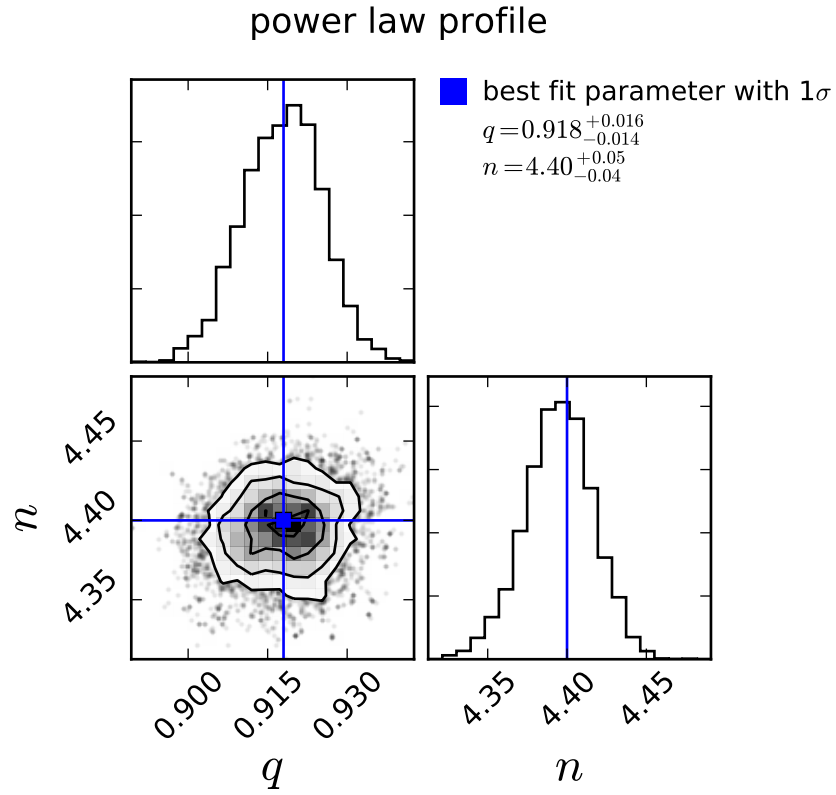 power law profile
best fit parameter with 1σ
q=0.918+0.016−0.014
n=4.40+0.05−0.04
4.45
4.40
4.35
n
0.900 0.915 0.930
4.35 4.40 4.45
q n